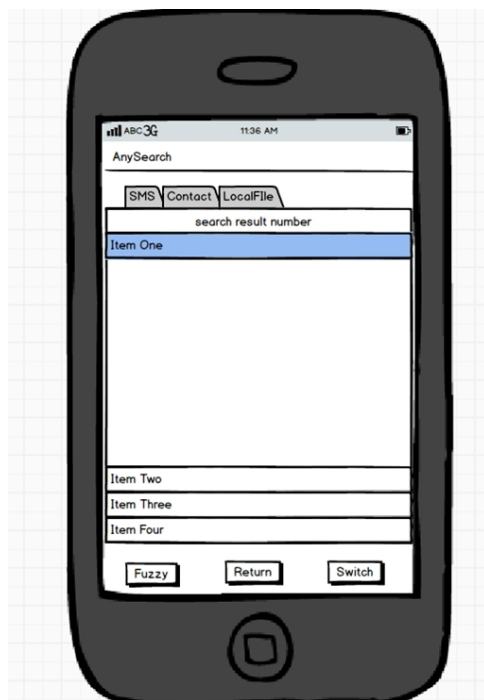 ABC 3G 11:36 AM
AnySearch
SMS Contact LocalFIle
search result number
Item One
Item Two
Item Three
Item Four
Fuzzy Return Switch